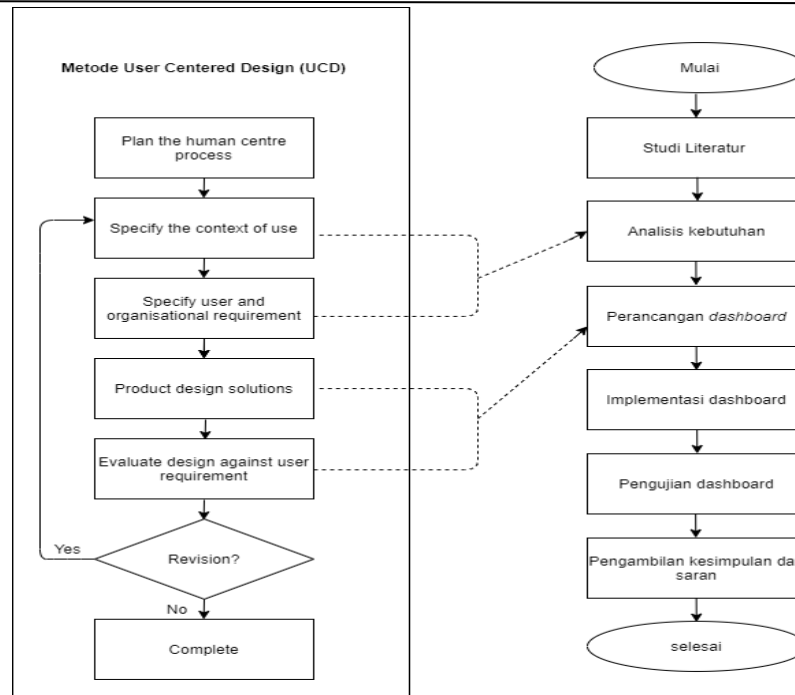 Metode User Centered Design (UCD)
Plan the human centre
process
Specify the context of use
Specify user and
organisational requirement
Product design solutions
Evaluate design against user
requirement
Revision?
Yes
No
Complete
Mulai
Studi Literatur
Analisis kebutuhan
Perancangan dashboard
Implementasi dashboard
Pengujian dashboard
Pengambilan kesimpulan da
saran
selesai